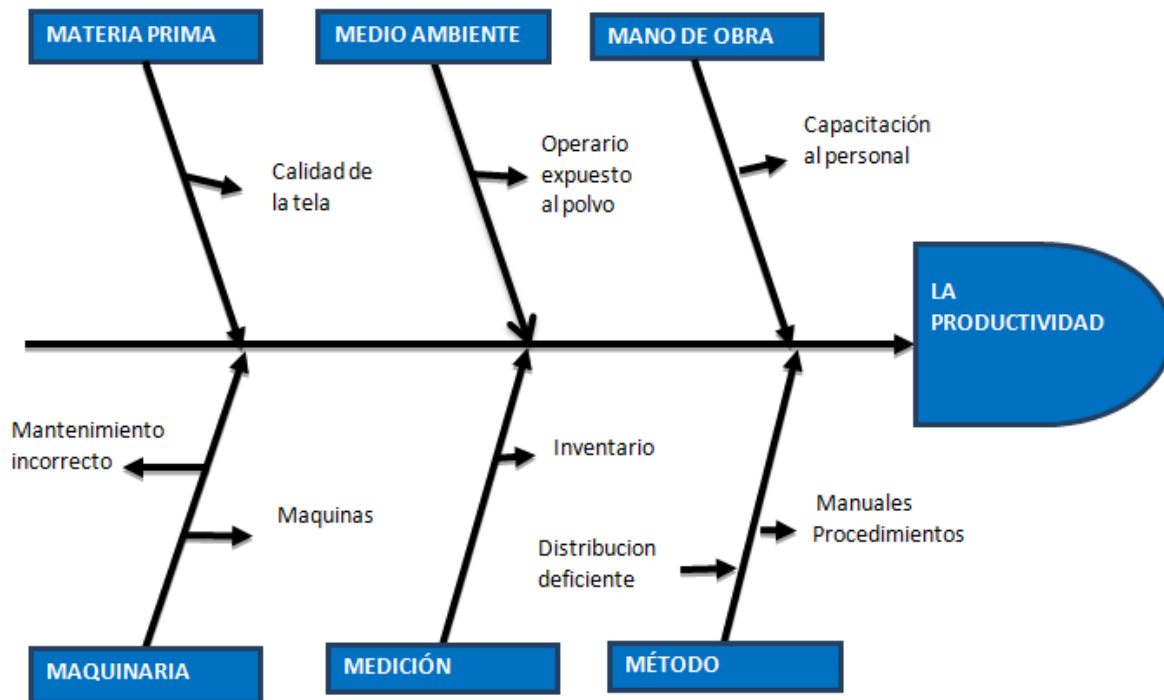 MATERIA PRIMA
MEDIO AMBIENTE
MANO DE OBRA
Calidad de
la tela
Operario
expuesto
al polvo
Capacitación
al personal
LA
PRODUCTIVIDAD
Mantenimiento
incorrecto
Maquinas
Inventario
Distribucion
deficiente
Manuales
Procedimientos
MAQUINARIA
MEDICIÓN
MÉTODO